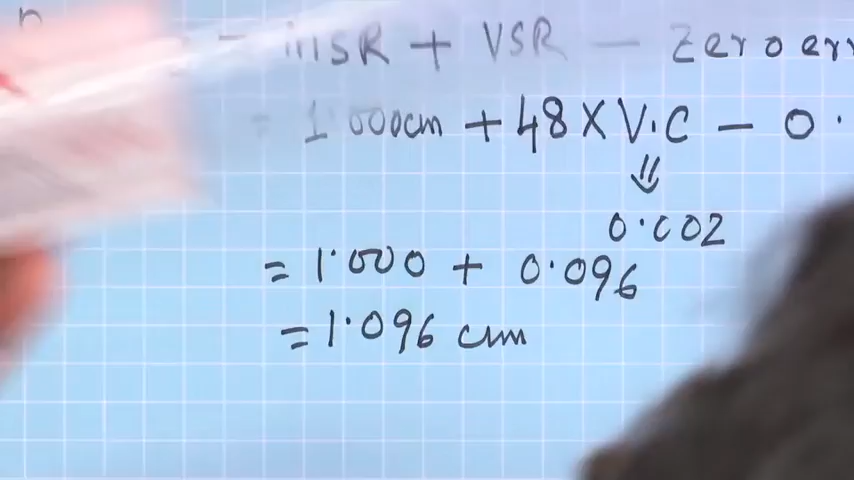 = MSR + VSR - Zero err
= 1.000cm + 48 X V.C - 0.
⇓
0.002
= 1.000 + 0.096
= 1.096 cm